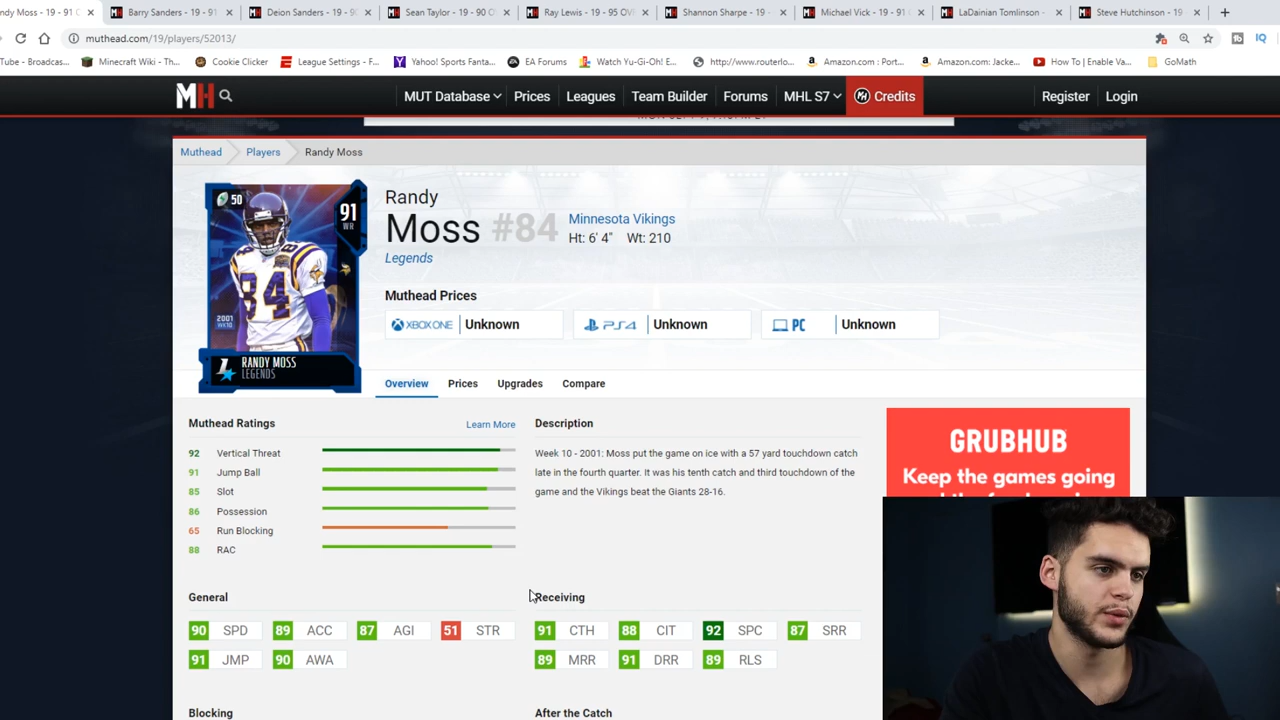 ndy Moss - 19 - 91 O
Barry Sanders - 19 - 91
Deion Sanders - 19 - 90
Sean Taylor - 19 - 90 O
Ray Lewis - 19 - 95 OV
Shannon Sharpe - 19 -
Michael Vick - 19 - 91
LaDainian Tomlinson -
Steve Hutchinson - 19
muthead.com/19/players/52013/
Tube - Broadcas...
Minecraft Wiki - Th...
Cookie Clicker
League Settings - F...
Yahoo! Sports Fanta...
EA Forums
Watch Yu-Gi-Oh! E...
http://www.routerlo...
Amazon.com : Port...
Amazon.com: Jacke...
How To | Enable Va...
GoMath
MH
MUT Database
Prices
Leagues
Team Builder
Forums
MHL S7
MH Credits
Register
Login
Muthead
Players
Randy Moss
50
91
WR
84
2001
WK10
RANDY MOSS
LEGENDS
Randy
Moss #84
Minnesota Vikings
Ht: 6' 4" Wt: 210
Legends
Muthead Prices
XBOX ONE Unknown
PS4 Unknown
PC Unknown
Overview
Prices
Upgrades
Compare
Muthead Ratings
Learn More
92 Vertical Threat
91 Jump Ball
85 Slot
86 Possession
65 Run Blocking
88 RAC
Description
Week 10 - 2001: Moss put the game on ice with a 57 yard touchdown catch
late in the fourth quarter. It was his tenth catch and third touchdown of the
game and the Vikings beat the Giants 28-16.
GRUBHUB
Keep the games going
General
90 SPD
89 ACC
87 AGI
51 STR
91 JMP
90 AWA
Receiving
91 CTH
88 CIT
92 SPC
87 SRR
89 MRR
91 DRR
89 RLS
Blocking
After the Catch